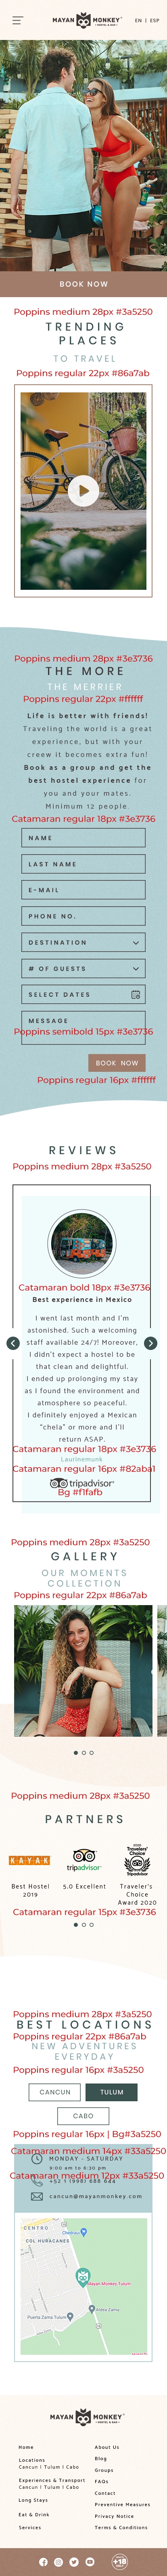 MAYAN MONKEY
HOSTEL & BAR
EN | ESP
BOOK NOW
Poppins medium 28px #3a5250
TRENDING
PLACES
TO TRAVEL
Poppins regular 22px #86a7ab
Poppins medium 28px #3e3736
THE MORE
THE MERRIER
Poppins regular 22px #ffffff
Life is better with friends!
Traveling the world is a great
experience, but with your
crew it becomes extra fun!
Book as a group and get the
best hostel experience for
you and your mates.
Minimum 12 people.
Catamaran regular 18px #3e3736
NAME
LAST NAME
E-MAIL
PHONE NO.
DESTINATION
# OF GUESTS
SELECT DATES
MESSAGE
Poppins semibold 15px #3e3736
BOOK NOW
Poppins regular 16px #ffffff
REVIEWS
Poppins medium 28px #3a5250
Catamaran bold 18px #3e3736
Best experience in Mexico
I went last month and I'm
astonished. Such a welcoming
staff available 24/7! Moreover,
I didn't expect a hostel to be
that clean and delightful.
I ended up prolonging my stay
as I found the environment and
atmosphere so peaceful.
I definitely enjoyed a Mexican
"chela" or more and I'll
return ASAP.
Catamaran regular 18px #3e3736
Laurinemunk
Catamaran regular 16px #82aba1
tripadvisor
Bg #f1fafb
Poppins medium 28px #3a5250
GALLERY
OUR MOMENTS
COLLECTION
Poppins regular 22px #86a7ab
Poppins medium 28px #3a5250
PARTNERS
KAYAK
tripadvisor
Travelers'
Choice
Best Hostel
2019
5.0 Excellent
Traveler's
Choice
Award 2020
Catamaran regular 15px #3e3736
Poppins medium 28px #3a5250
BEST LOCATIONS
Poppins regular 22px #86a7ab
NEW ADVENTURES
EVERYDAY
Poppins regular 16px #3a5250
CANCUN
TULUM
CABO
Poppins regular 16px | Bg#3a5250
Catamaran medium 14px #33a5250
MONDAY - SATURDAY
9:00 am to 6:30 pm
Catamaran medium 12px #33a5250
+52 1 (998) 688 644
cancun@mayanmonkey.com
CENTRO
Chedraui
COL HURACANES
Mayan Monkey Tulum
Aldea Zama
Puerta Zama Tulum
MAYAN MONKEY
HOSTEL & BAR
Home
Locations
Cancun | Tulum | Cabo
Experiences & Transport
Cancun | Tulum | Cabo
Long Stays
Eat & Drink
Services
About Us
Blog
Groups
FAQs
Contact
Preventive Measures
Privacy Notice
Terms & Conditions
+18